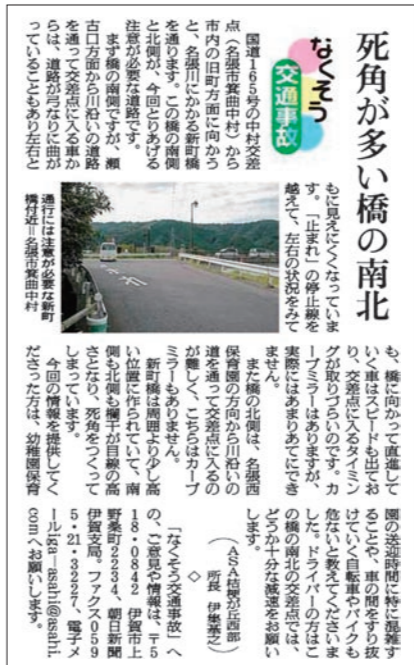 死角が多い橋の南北
なくそう
交通事故
国道165号の中村交差
点(名張市箕曲中村)から
市内の旧町方面に向かう
と、名張川にかかる新町橋
を通ります。この橋の南側
と北側が、今回とりあげる
注意が必要な道路です。
まず橋の南側ですが、瀬
古口方面から川沿いの道路
を通って交差点に入る車か
らは、道路が弓なりに曲が
っていることもあり左右と
もに見えにくくなっていま
す。「止まれ」の停止線を
越えて、左右の状況をみて
通行には注意が必要な新町
橋付近=名張市箕曲中村
も、橋に向かって直進して
いく車はスピードも出てお
り、交差点に入るタイミン
グが取りづらいのです。カ
ーブミラーはありますが、
実際にはあまりあてにでき
ません。
また橋の北側は、名張西
保育園の方向から川沿いの
道を通って交差点に入るの
が難しく、こちらはカーブ
ミラーもありません。
新町橋は周囲より少し高
い位置に作られていて、南
側も北側も欄干が目線の高
さとなり、死角をつくって
しまっています。
今回の情報を提供してく
ださった方は、幼稚園保育
園の送迎時間に特に混雑す
ることや、車の間をすり抜
けていく自転車やバイクも
危ないと教えてくださいま
した。ドライバーの方はこ
の橋の南北の交差点では、
どうか十分な減速をお願い
します。
(ASA桔梗が丘西部
所長 伊集基之)
◇
「なくそう交通事故」へ
の、ご意見や情報は、〒5
18・0842 伊賀市上
野桑町2234、朝日新聞
伊賀支局。ファクス059
5・21・3227、電子メ
ールiga-asahi@asahi.
comへお願いします。